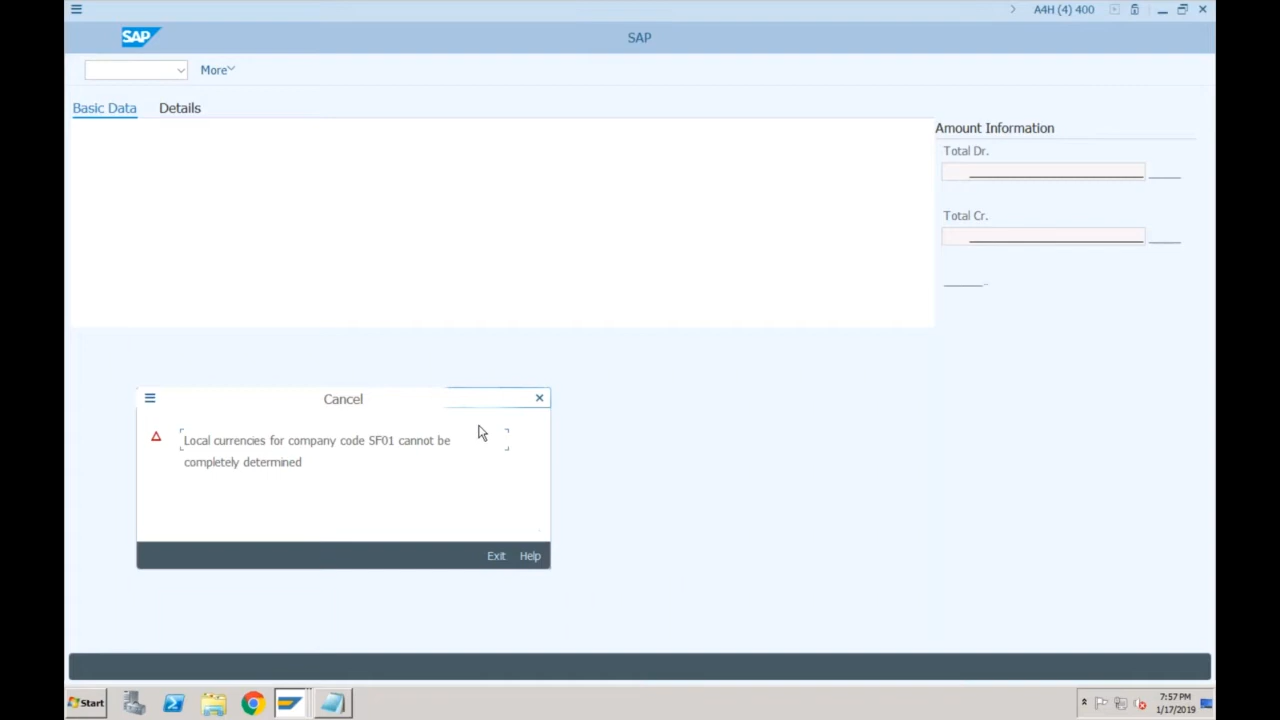 A4H (4) 400
SAP
SAP
More
Basic Data Details
Amount Information
Total Dr.
Total Cr.
Cancel
Local currencies for company code SF01 cannot be
completely determined
Exit Help
Start
7:57 PM
1/17/2019